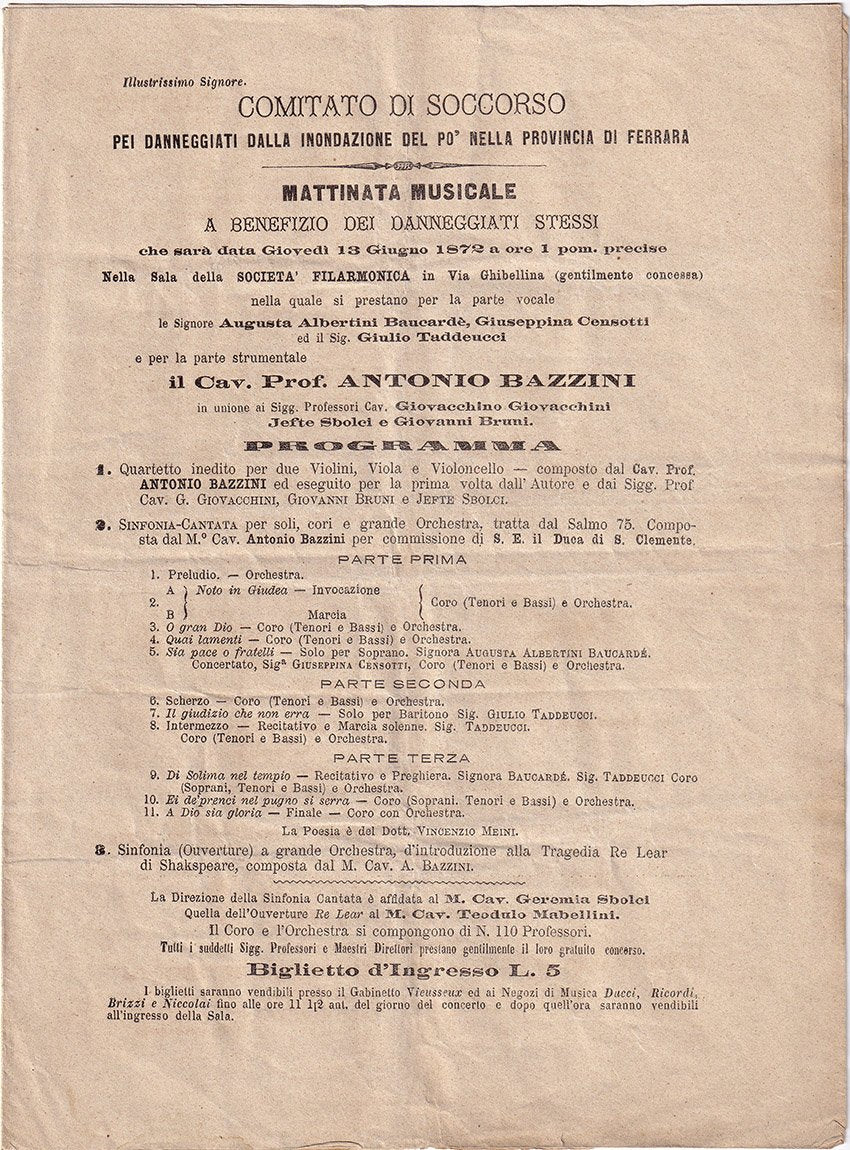 Illustrissimo Signore.
COMITATO DI SOCCORSO
PEI DANNEGGIATI DALLA INONDAZIONE DEL PO' NELLA PROVINCIA DI FERRARA
MATTINATA MUSICALE
A BENEFIZIO DEI DANNEGGIATI STESSI
che sarà data Giovedì 13 Giugno 1872 a ore 1 pom. precise
Nella Sala della SOCIETA' FILARMONICA in Via Ghibellina (gentilmente concessa)
nella quale si prestano per la parte vocale
le Signore Augusta Albertini Baucardè, Giuseppina Censotti
ed il Sig. Giulio Taddeucci
e per la parte strumentale
il Cav. Prof. ANTONIO BAZZINI
in unione ai Sigg. Professori Cav. Giovacchino Giovacchini
Jefte Sbolci e Giovanni Bruni.
PROGRAMMA
1. Quartetto inedito per due Violini, Viola e Violoncello — composto dal Cav. Prof.
ANTONIO BAZZINI ed eseguito per la prima volta dall'Autore e dai Sigg. Prof
Cav. G. GIOVACCHINI, GIOVANNI BRUNI e JEFTE SBOLCI.
2. SINFONIA-CANTATA per soli, cori e grande Orchestra, tratta dal Salmo 75. Compo-
sta dal M.º Cav. Antonio Bazzini per commissione di S. E. il Duca di S. Clemente.
PARTE PRIMA
1. Preludio. — Orchestra.
A } Noto in Giudea — Invocazione {
2. Coro (Tenori e Bassi) e Orchestra.
B } Marcia {
3. O gran Dio — Coro (Tenori e Bassi) e Orchestra.
4. Quai lamenti — Coro (Tenori e Bassi) e Orchestra.
5. Sia pace o fratelli — Solo per Soprano. Signora AUGUSTA ALBERTINI BAUCARDÉ.
Concertato, Sigª GIUSEPPINA CENSOTTI, Coro (Tenori e Bassi) e Orchestra.
PARTE SECONDA
6. Scherzo — Coro (Tenori e Bassi) e Orchestra.
7. Il giudizio che non erra — Solo per Baritono Sig. GIULIO TADDEUCCI.
8. Intermezzo — Recitativo e Marcia solenne. Sig. TADDEUCCI.
Coro (Tenori e Bassi) e Orchestra.
PARTE TERZA
9. Di Solima nel tempio — Recitativo e Preghiera. Signora BAUCARDÉ. Sig. TADDEUCCI Coro
(Soprani, Tenori e Bassi) e Orchestra.
10. Ei de'prenci nel pugno si serra — Coro (Soprani. Tenori e Bassi) e Orchestra.
11. A Dio sia gloria — Finale — Coro con Orchestra.
La Poesia è del Dott. VINCENZIO MEINI.
3. Sinfonia (Ouverture) a grande Orchestra, d'introduzione alla Tragedia Re Lear
di Shakspeare, composta dal M. Cav. A. BAZZINI.
La Direzione della Sinfonia Cantata è affidata al M. Cav. Geremia Sbolci
Quella dell'Ouverture Re Lear al M. Cav. Teodulo Mabellini.
Il Coro e l'Orchestra si compongono di N. 110 Professori.
Tutti i suddetti Sigg. Professori e Maestri Direttori prestano gentilmente il loro gratuito concorso.
Biglietto d'Ingresso L. 5
I biglietti saranno vendibili presso il Gabinetto Vieusseux ed ai Negozi di Musica Ducci, Ricordi,
Brizzi e Niccolai fino alle ore 11 1|2 ant. del giorno del concerto e dopo quell'ora saranno vendibili
all'ingresso della Sala.